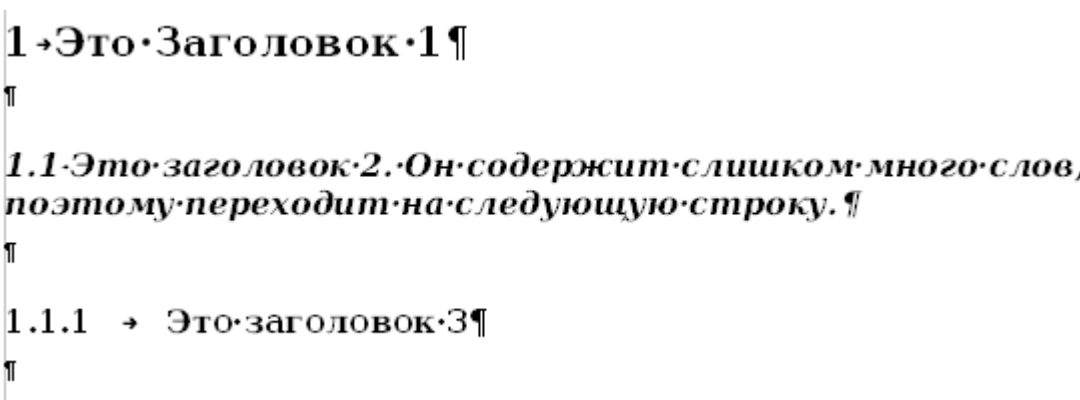 1→Это·Заголовок·1¶
¶
1.1·Это·заголовок·2.·Он·содержит·слишком·много·слов,
поэтому·переходит·на·следующую·строку.¶
¶
1.1.1 → Это·заголовок·3¶
¶